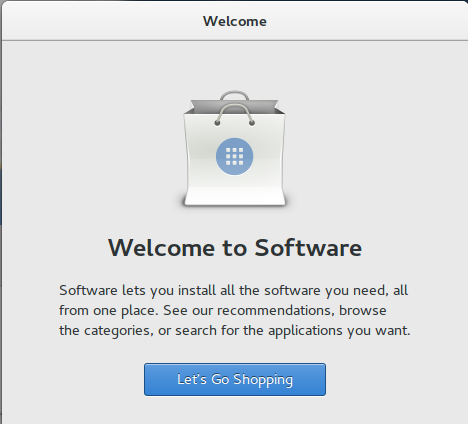 Welcome
Welcome to Software
Software lets you install all the software you need, all
from one place. See our recommendations, browse
the categories, or search for the applications you want.
Let's Go Shopping